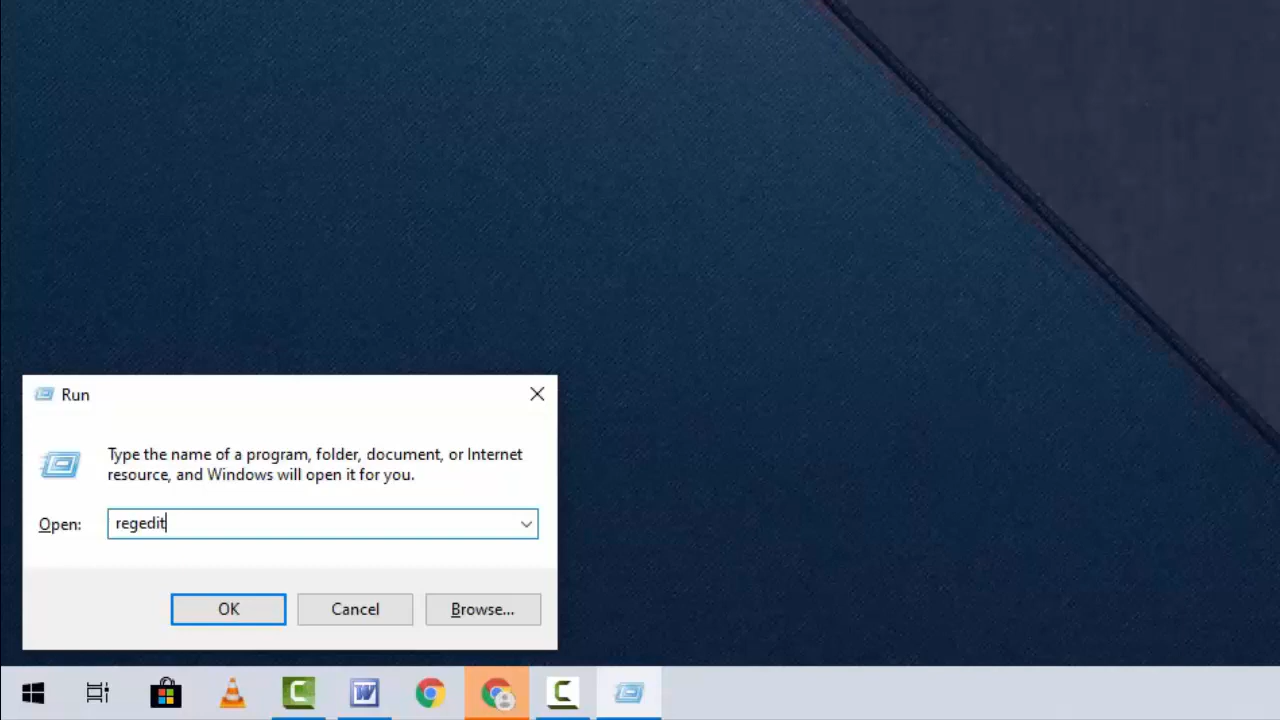 Run
Type the name of a program, folder, document, or Internet
resource, and Windows will open it for you.
Open: regedit
OK Cancel Browse...